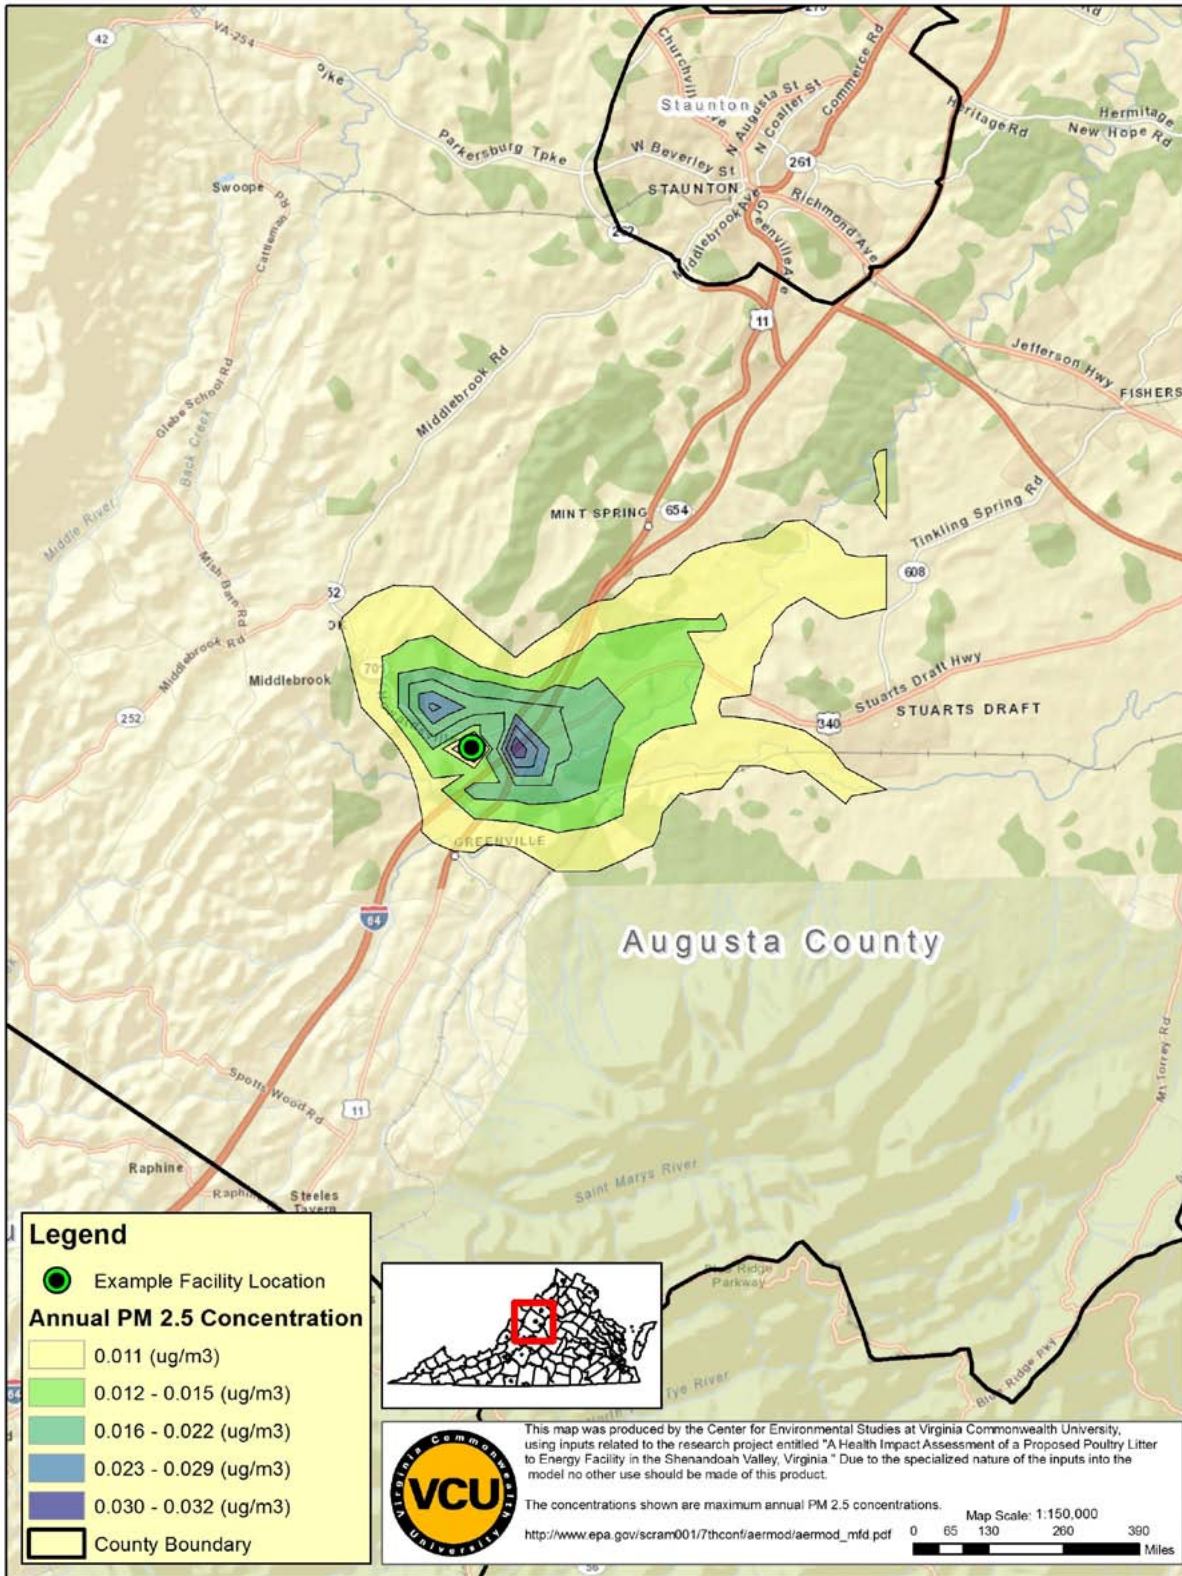 42
VA-254
Pike
Churchvill
ve
N Augusta St
N Coalter St
Commerce Rd
Staunton
Heritage Rd
Hermitage
New Hope Rd
Parkersburg Tpke
W Beverley St
261
Swoope
STAUNTON
Richmond Ave
Cattleman Rd
Middlebrook Ave
Greenville Ave
11
Middlebrook Rd
Jefferson Hwy
FISHERS
Glebe School Rd
Back Creek
Middle River
MINT SPRING
654
Tinkling Spring Rd
608
Mish Barn Rd
Middlebrook Rd
Middlebrook
Stuarts Draft Hwy
252
340
STUARTS DRAFT
GREENVILLE
64
Augusta County
Mt Torrey Rd
Spotts Wood Rd
11
Raphine
Raphin
Steeles
Tavern
Saint Marys River
Blue Ridge
Parkway
Blue Ridge Pky
Tye River
56
Legend
Example Facility Location
Annual PM 2.5 Concentration
0.011 (ug/m3)
0.012 - 0.015 (ug/m3)
0.016 - 0.022 (ug/m3)
0.023 - 0.029 (ug/m3)
0.030 - 0.032 (ug/m3)
County Boundary
Virginia Commonwealth
VCU
University
This map was produced by the Center for Environmental Studies at Virginia Commonwealth University,
using inputs related to the research project entitled "A Health Impact Assessment of a Proposed Poultry Litter
to Energy Facility in the Shenandoah Valley, Virginia." Due to the specialized nature of the inputs into the
model no other use should be made of this product.
The concentrations shown are maximum annual PM 2.5 concentrations.
http://www.epa.gov/scram001/7thconf/aermod/aermod_mfd.pdf
Map Scale: 1:150,000
0 65 130 260 390
Miles